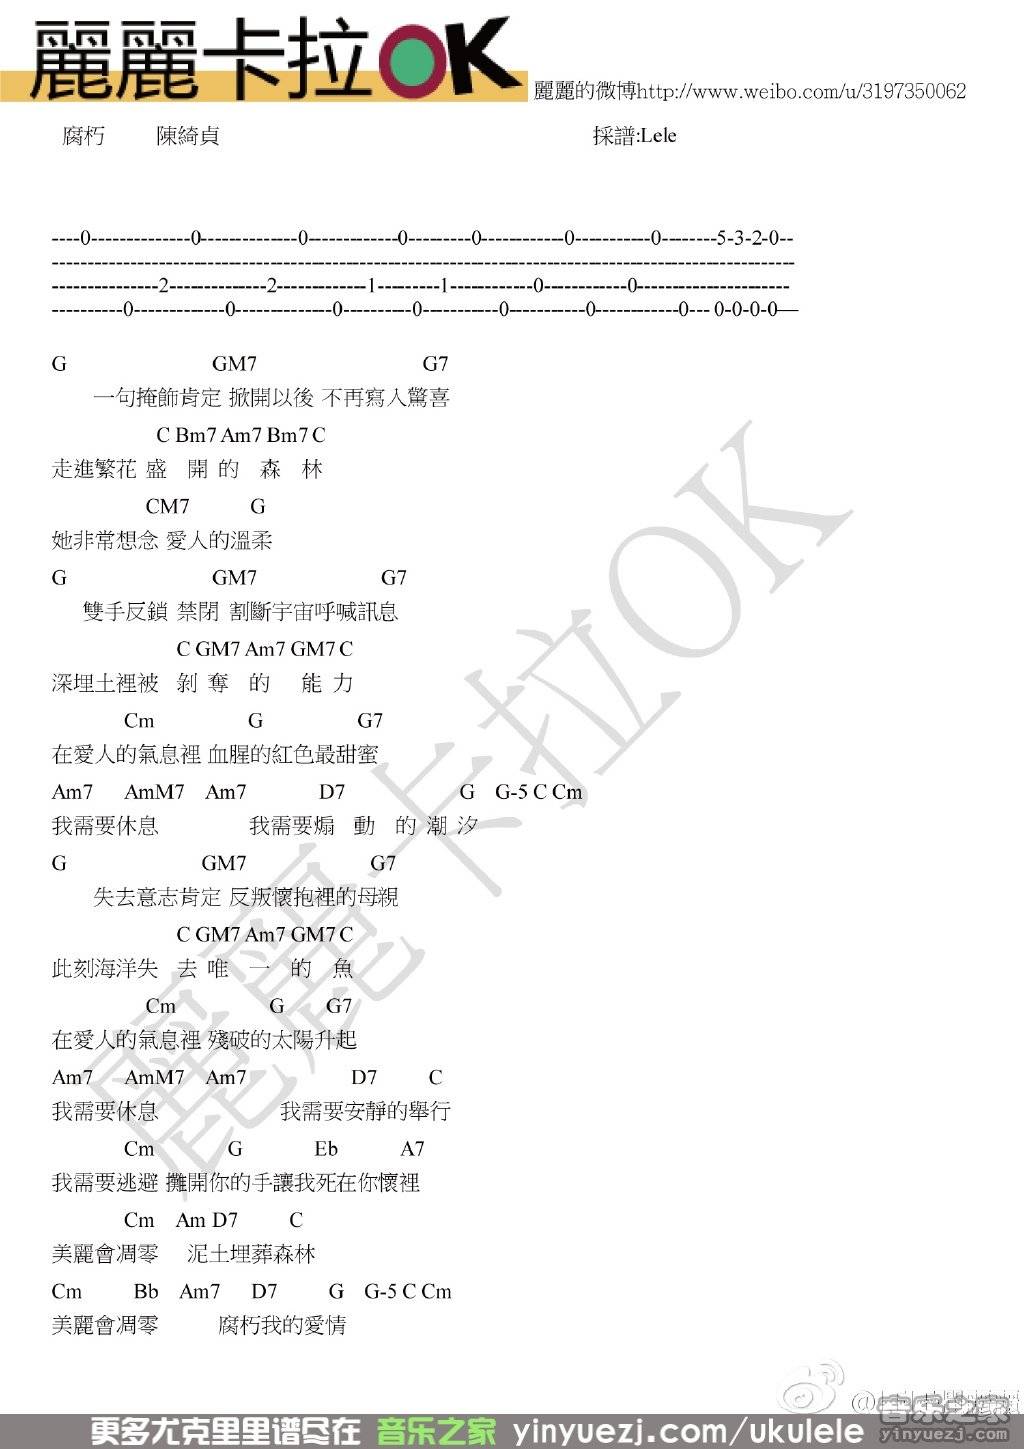 麗麗卡拉OK
麗麗的微博http://www.weibo.com/u/3197350062
腐朽 陳綺貞 採譜:Lele
----0--------------0--------------0-------------0---------0------------0-----------0--------5-3-2-0--
---------------------------------------------------------------------------------------------------------
---------------2--------------2-------------1---------1------------0------------0----------------------
----------0-------------0--------------0----------0-----------0-----------0------------0--- 0-0-0-0—
G GM7 G7
一句掩飾肯定 掀開以後 不再寫入驚喜
C Bm7 Am7 Bm7 C
走進繁花 盛 開 的 森 林
CM7 G
她非常想念 愛人的溫柔
G GM7 G7
雙手反鎖 禁閉 割斷宇宙呼喊訊息
C GM7 Am7 GM7 C
深埋土裡被 剝 奪 的 能 力
Cm G G7
在愛人的氣息裡 血腥的紅色最甜蜜
Am7 AmM7 Am7 D7 G G-5 C Cm
我需要休息 我需要煽 動 的 潮 汐
G GM7 G7
失去意志肯定 反叛懷抱裡的母親
C GM7 Am7 GM7 C
此刻海洋失 去 唯 一 的 魚
Cm G G7
在愛人的氣息裡 殘破的太陽升起
Am7 AmM7 Am7 D7 C
我需要休息 我需要安靜的舉行
Cm G Eb A7
我需要逃避 攤開你的手讓我死在你懷裡
Cm Am D7 C
美麗會凋零 泥土埋葬森林
Cm Bb Am7 D7 G G-5 C Cm
美麗會凋零 腐朽我的愛情
麗麗卡拉OK
音乐之家
yinyuezj.com
更多尤克里里谱尽在 音乐之家 yinyuezj.com/ukulele